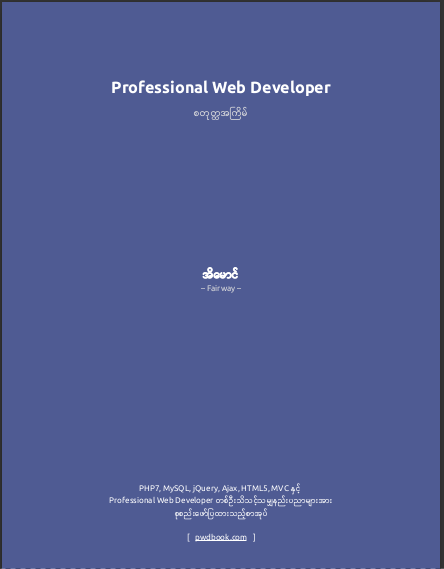 Professional Web Developer
စတုတ္ထအကြိမ်
အိမောင်
– Fairway –
PHP7, MySQL, jQuery, Ajax, HTML5, MVC နှင့်
Professional Web Developer တစ်ဦးသိသင့်သမျှနည်းပညာများအား
စုစည်းဖော်ပြထားသည့်စာအုပ်
[ pwdbook.com ]